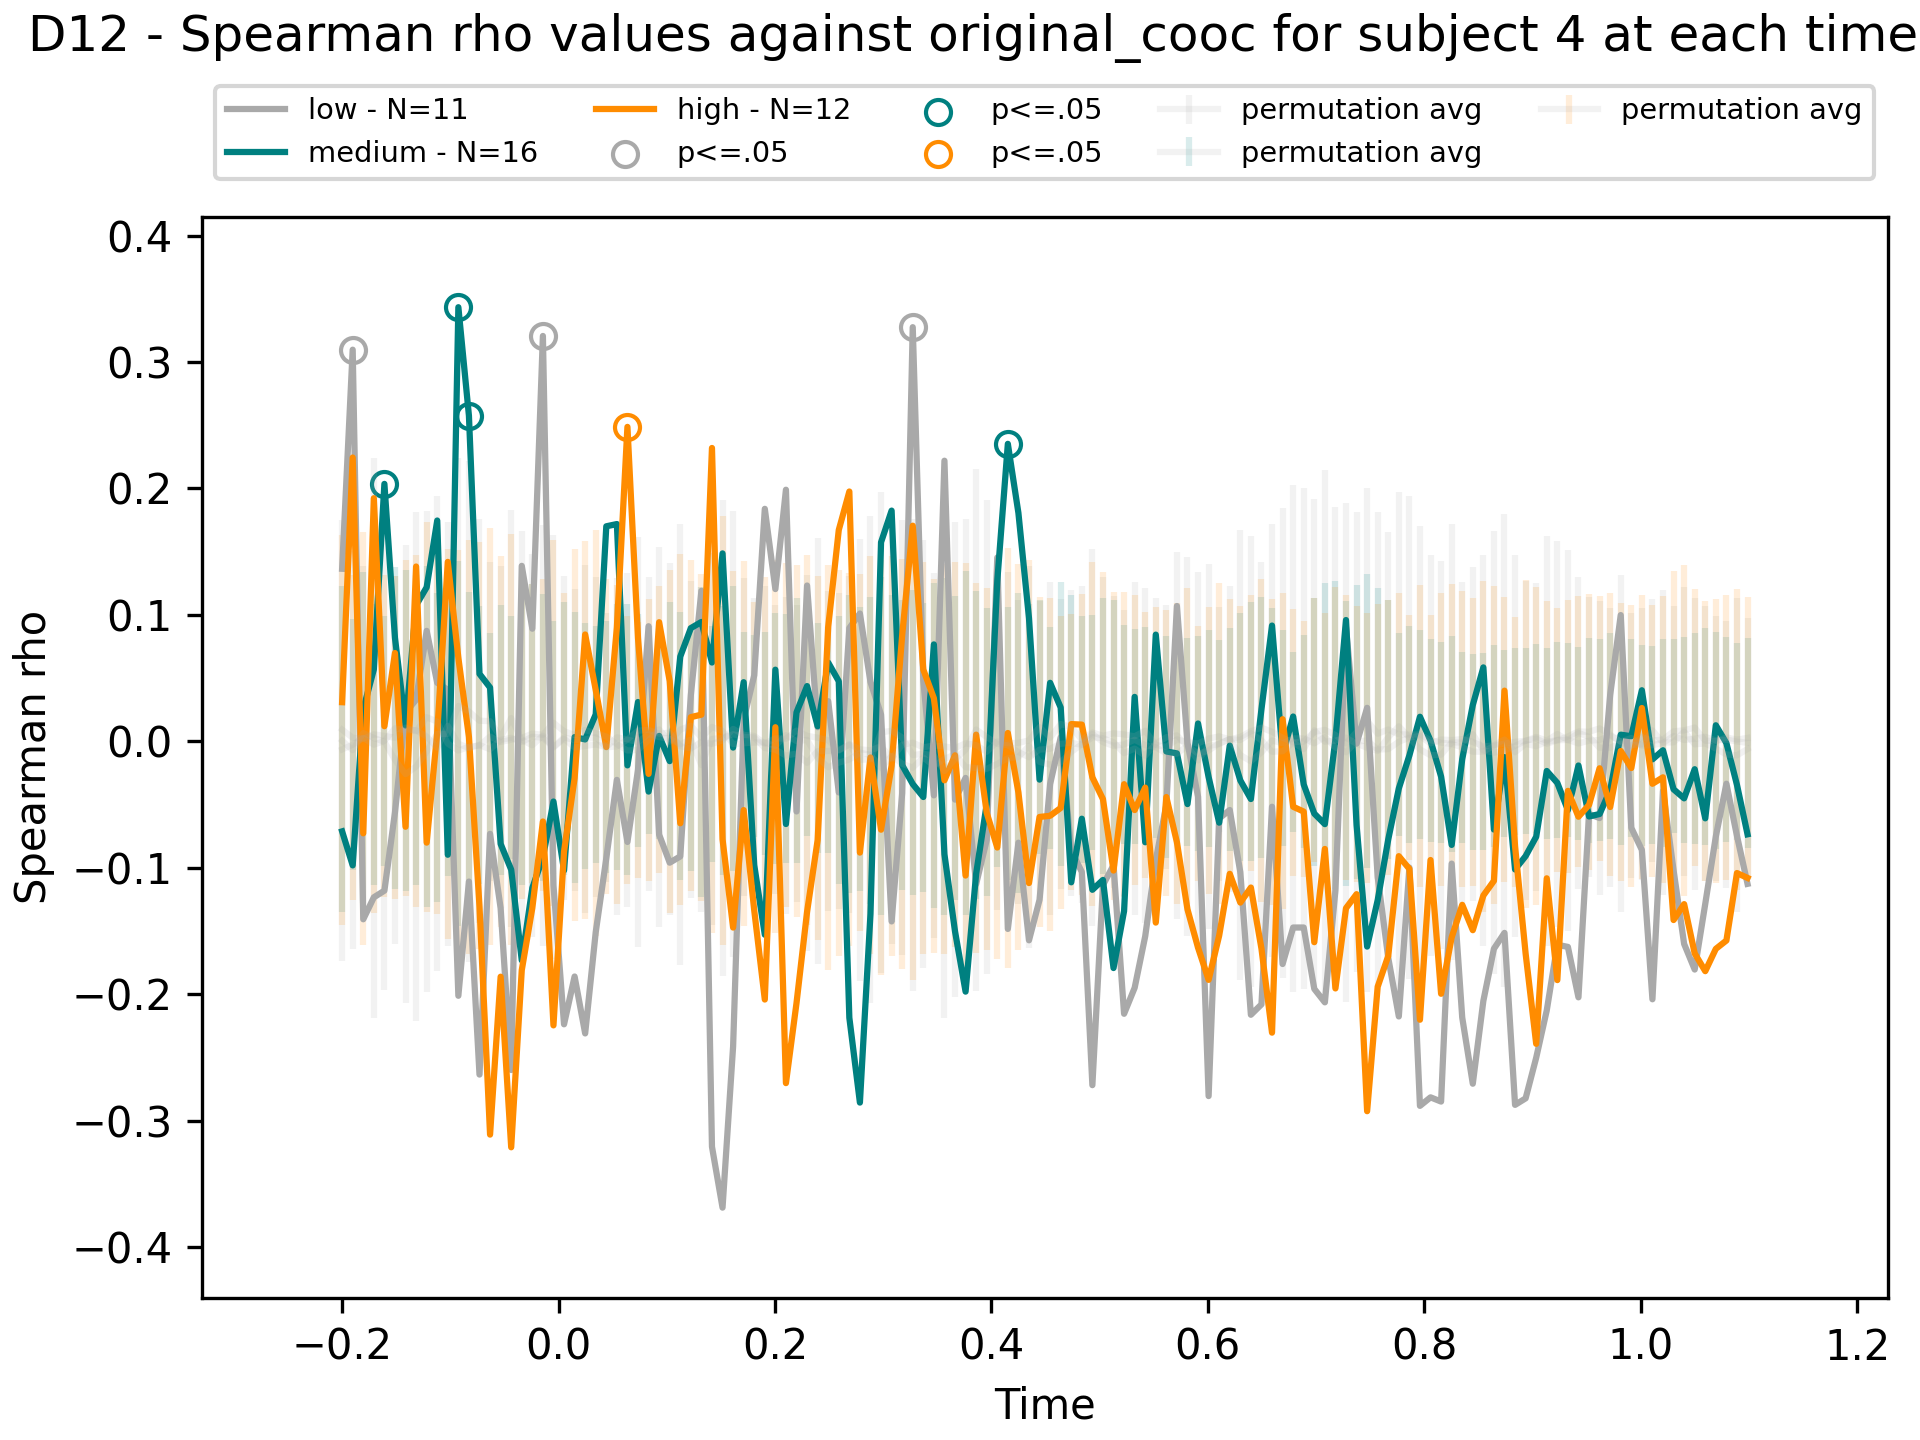 D12 - Spearman rho values against original_cooc for subject 4 at each time
low - N=11
medium - N=16
high - N=12
p<=.05
p<=.05
p<=.05
permutation avg
permutation avg
permutation avg
Spearman rho
0.4
0.3
0.2
0.1
0.0
−0.1
−0.2
−0.3
−0.4
−0.2
0.0
0.2
0.4
0.6
0.8
1.0
1.2
Time